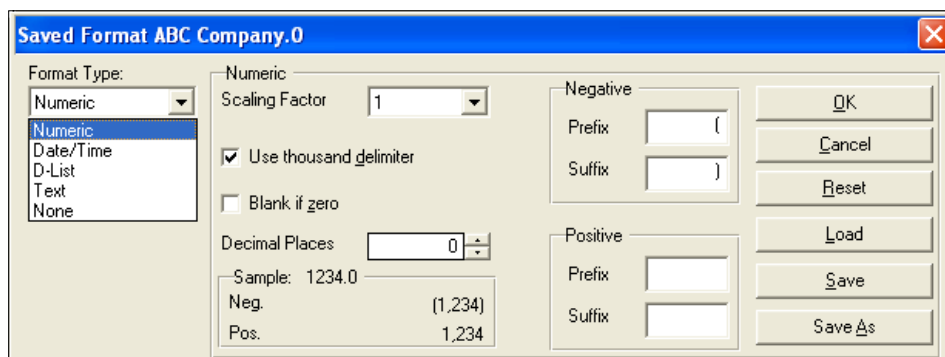 Saved Format ABC Company.0
Format Type:
Numeric
Numeric
Date/Time
D-List
Text
None
Numeric
Scaling Factor 1
Use thousand delimiter
Blank if zero
Decimal Places 0
Sample: 1234.0
Neg. (1,234)
Pos. 1,234
Negative
Prefix (
Suffix )
Positive
Prefix
Suffix
OK
Cancel
Reset
Load
Save
Save As